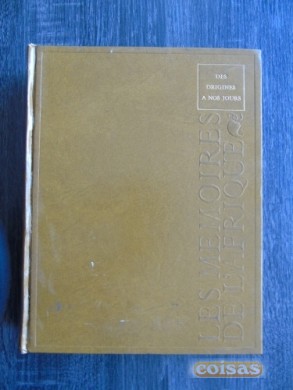 DES
ORIGINES
A NOS JOURS
LES MEMOIRES
DE L'AFRIQUE
coisas